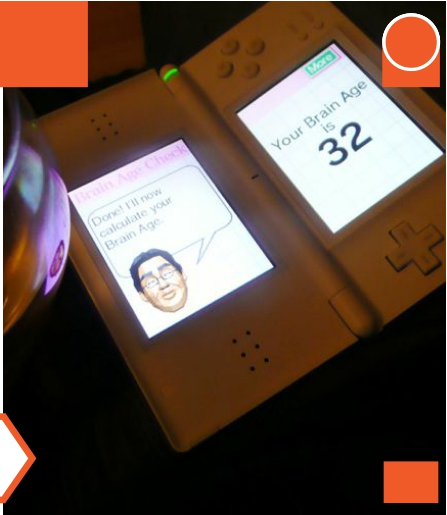 Brain Age Check
Done! I'll now
calculate your
Brain Age.
More
Your Brain Age
is
32